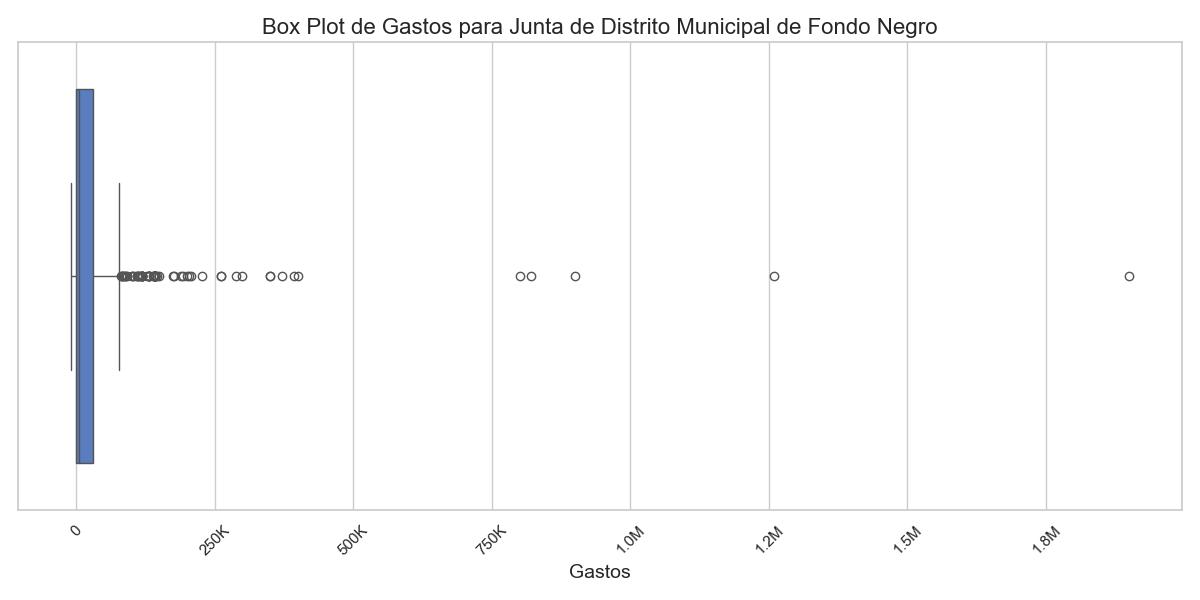 Box Plot de Gastos para Junta de Distrito Municipal de Fondo Negro
0
250K
500K
750K
1.0M
1.2M
1.5M
1.8M
Gastos